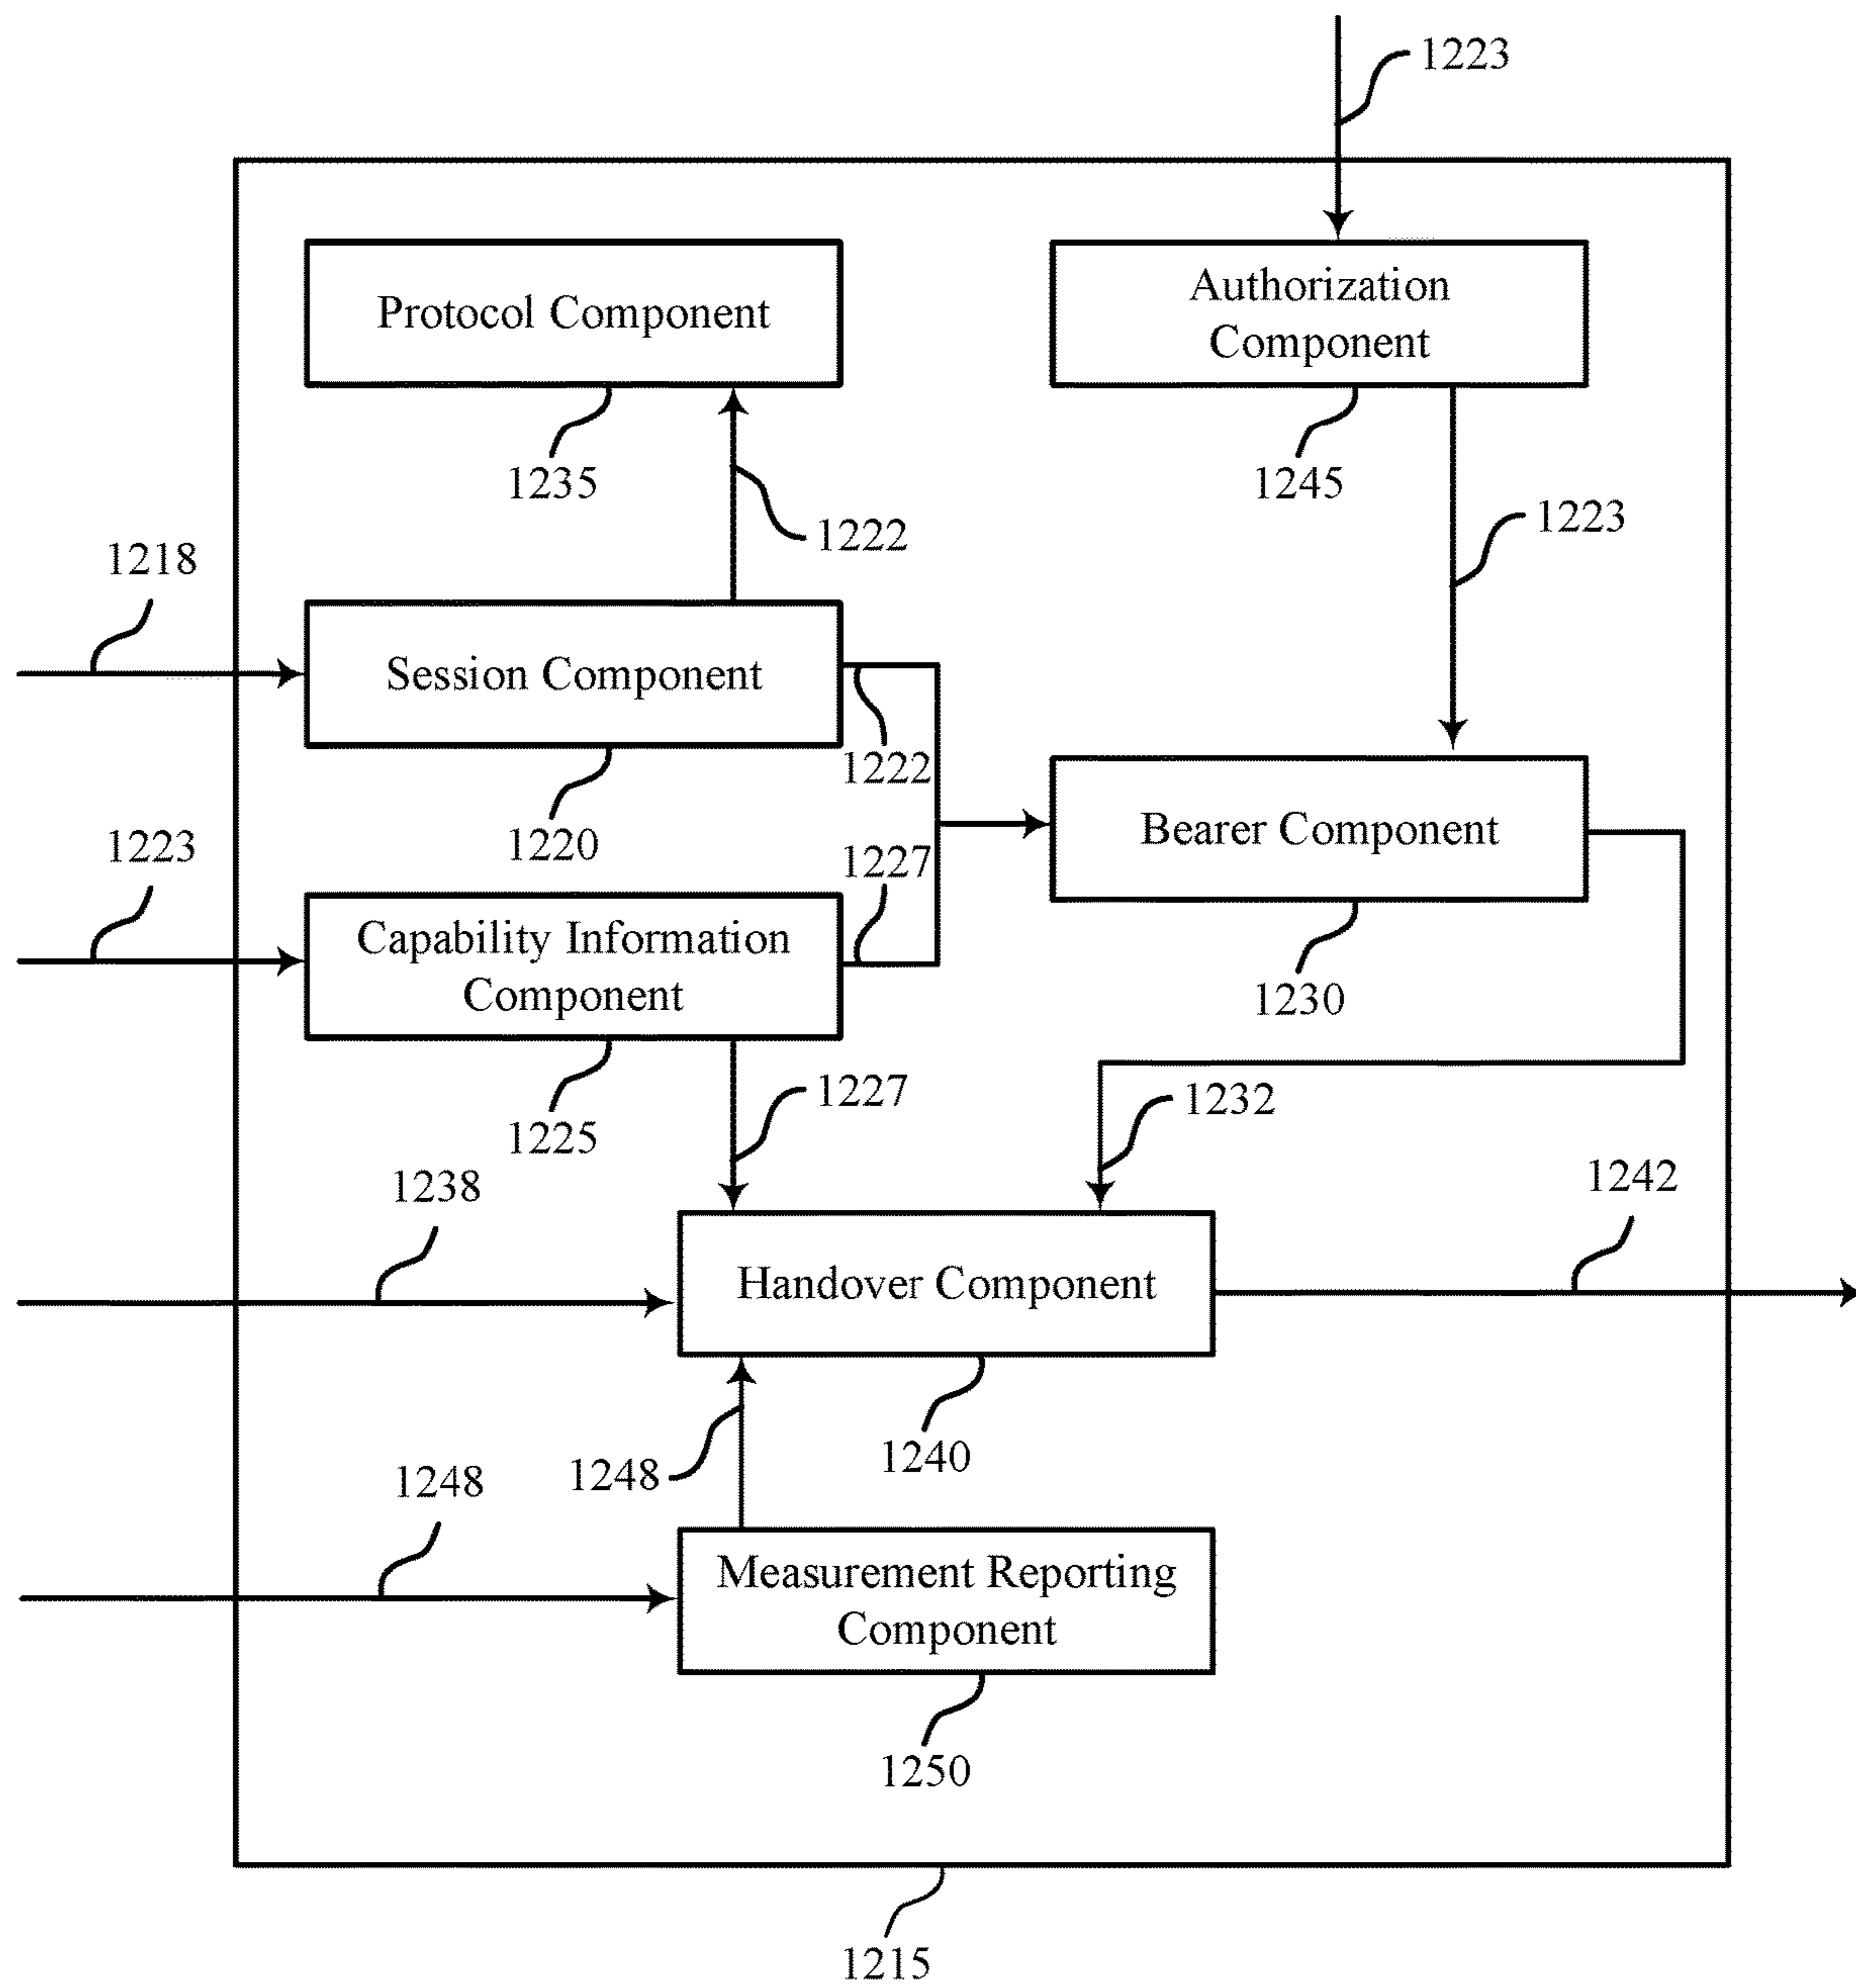 1223
Protocol Component
Authorization
Component
1235
1245
1222
1223
1218
Session Component
1222
1220
1223
1227
Bearer Component
Capability Information
Component
1230
1225
1227
1232
1238
1242
Handover Component
1240
1248
1248
Measurement Reporting
Component
1250
1215